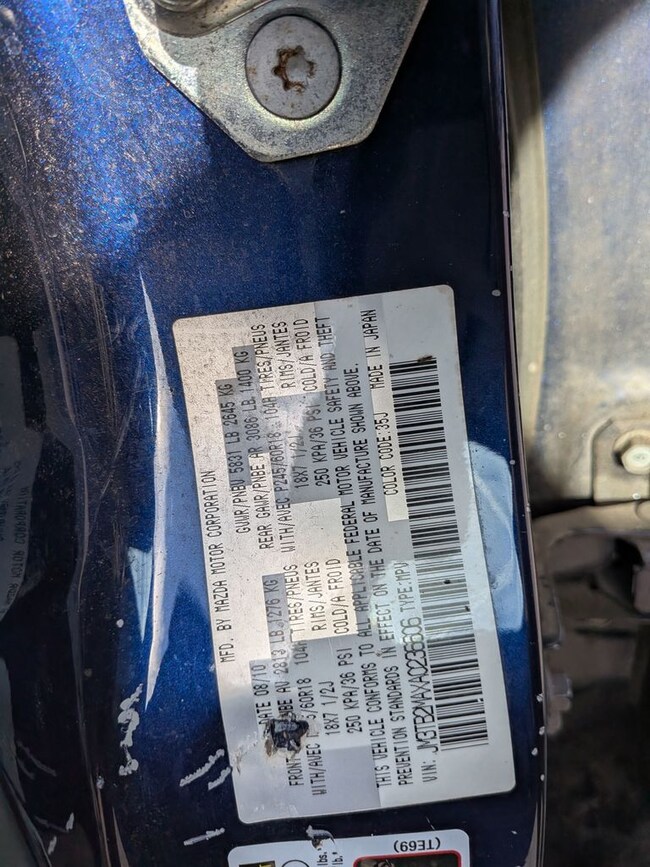 MFD. BY MAZDA MOTOR CORPORATION
DATE 08/10 GVWR/PNBV 5831 LB 2645 KG
FRONT AV 2813 LB 1276 KG REAR GAWR/PNBE AR 3086 LB 1400 KG
WITH/AVEC 5/60R18 104H TIRES/PNEUS WITH/AVEC P245/60R18 104H TIRES/PNEUS
18X7 1/2J RIMS/JANTES 18X7 1/2J RIMS/JANTES
250 KPA/36 PSI COLD/A FROID 250 KPA/36 PSI COLD/A FROID
THIS VEHICLE CONFORMS TO ALL APPLICABLE FEDERAL MOTOR VEHICLE SAFETY AND THEFT
PREVENTION STANDARDS IN EFFECT ON THE DATE OF MANUFACTURE SHOWN ABOVE.
VIN: JM3TB2MAXA0236606 TYPE:MPV COLOR CODE:35J MADE IN JAPAN
(TE69)
lbs.
lb.*